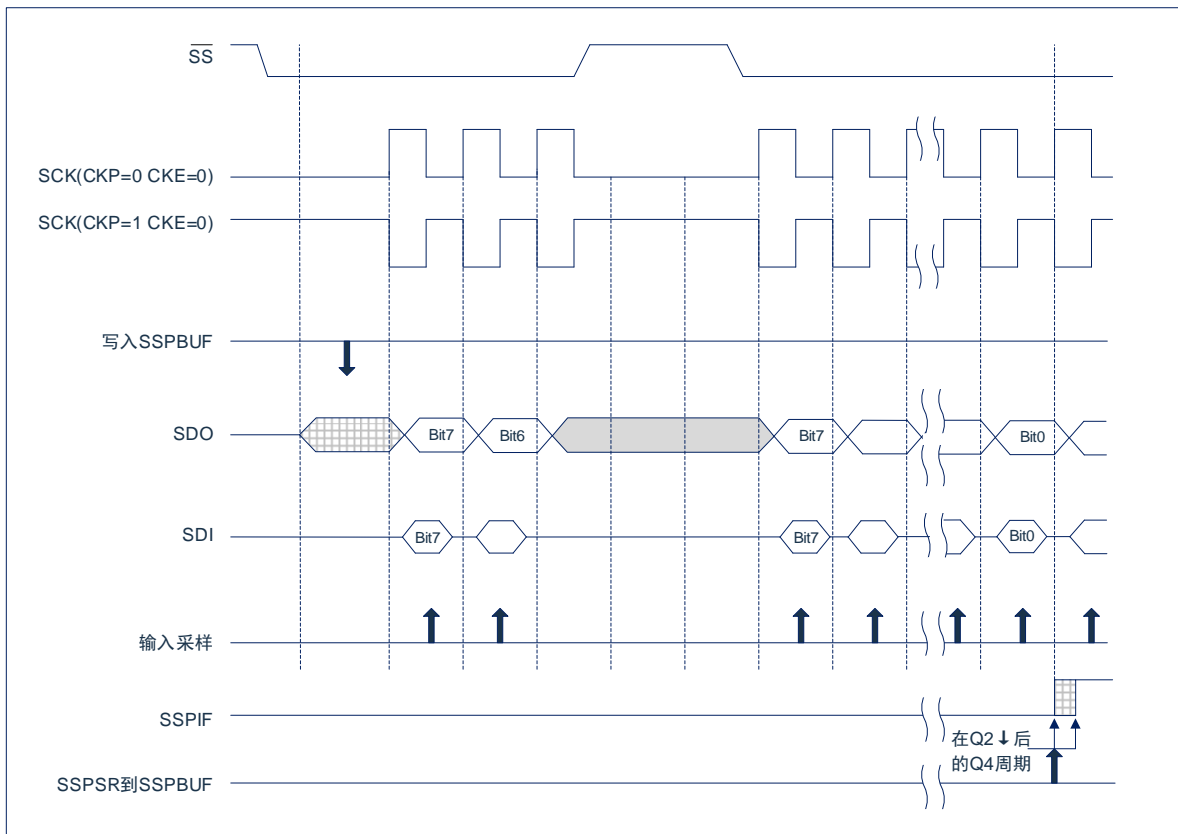 SS
SCK(CKP=0 CKE=0)
SCK(CKP=1 CKE=0)
写入SSPBUF
SDO
Bit7
Bit6
Bit7
Bit0
SDI
Bit7
Bit7
Bit0
输入采样
SSPIF
在Q2↓后
的Q4周期
SSPSR到SSPBUF